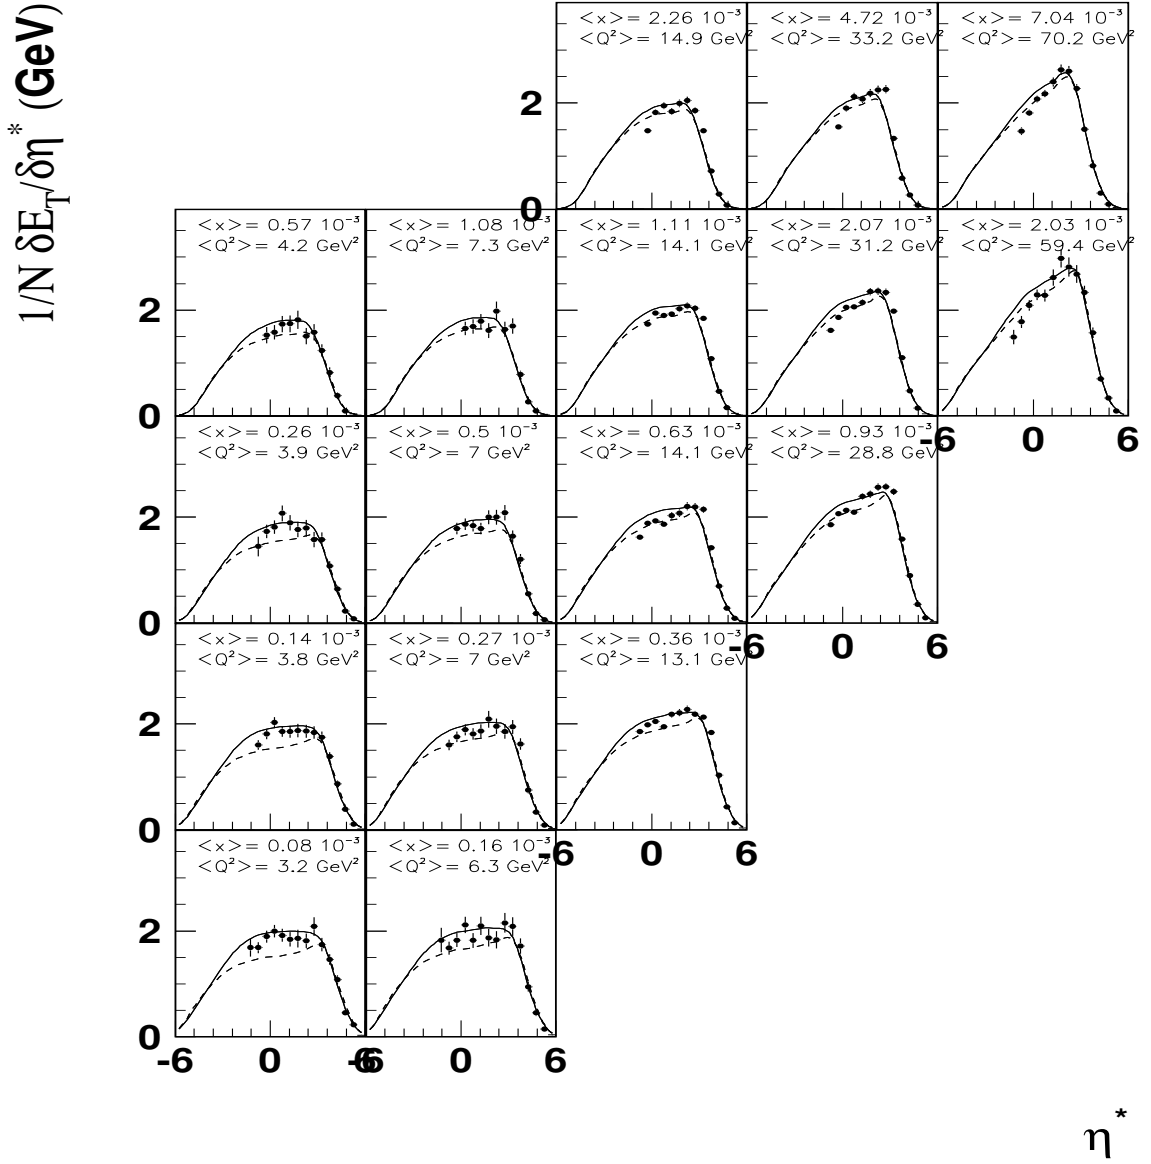 1/N δE_T/δη* (GeV)
<x>= 2.26 10⁻³
<Q²>= 14.9 GeV²
<x>= 4.72 10⁻³
<Q²>= 33.2 GeV²
<x>= 7.04 10⁻³
<Q²>= 70.2 GeV²
2
0
<x>= 0.57 10⁻³
<Q²>= 4.2 GeV²
<x>= 1.08 10⁻³
<Q²>= 7.3 GeV²
<x>= 1.11 10⁻³
<Q²>= 14.1 GeV²
<x>= 2.07 10⁻³
<Q²>= 31.2 GeV²
<x>= 2.03 10⁻³
<Q²>= 59.4 GeV²
2
0
-6 0 6
<x>= 0.26 10⁻³
<Q²>= 3.9 GeV²
<x>= 0.5 10⁻³
<Q²>= 7 GeV²
<x>= 0.63 10⁻³
<Q²>= 14.1 GeV²
<x>= 0.93 10⁻³
<Q²>= 28.8 GeV²
2
0
-6 0 6
<x>= 0.14 10⁻³
<Q²>= 3.8 GeV²
<x>= 0.27 10⁻³
<Q²>= 7 GeV²
<x>= 0.36 10⁻³
<Q²>= 13.1 GeV²
2
0
-6 0 6
<x>= 0.08 10⁻³
<Q²>= 3.2 GeV²
<x>= 0.16 10⁻³
<Q²>= 6.3 GeV²
2
0
-6 0 6 -6 0 6
η*